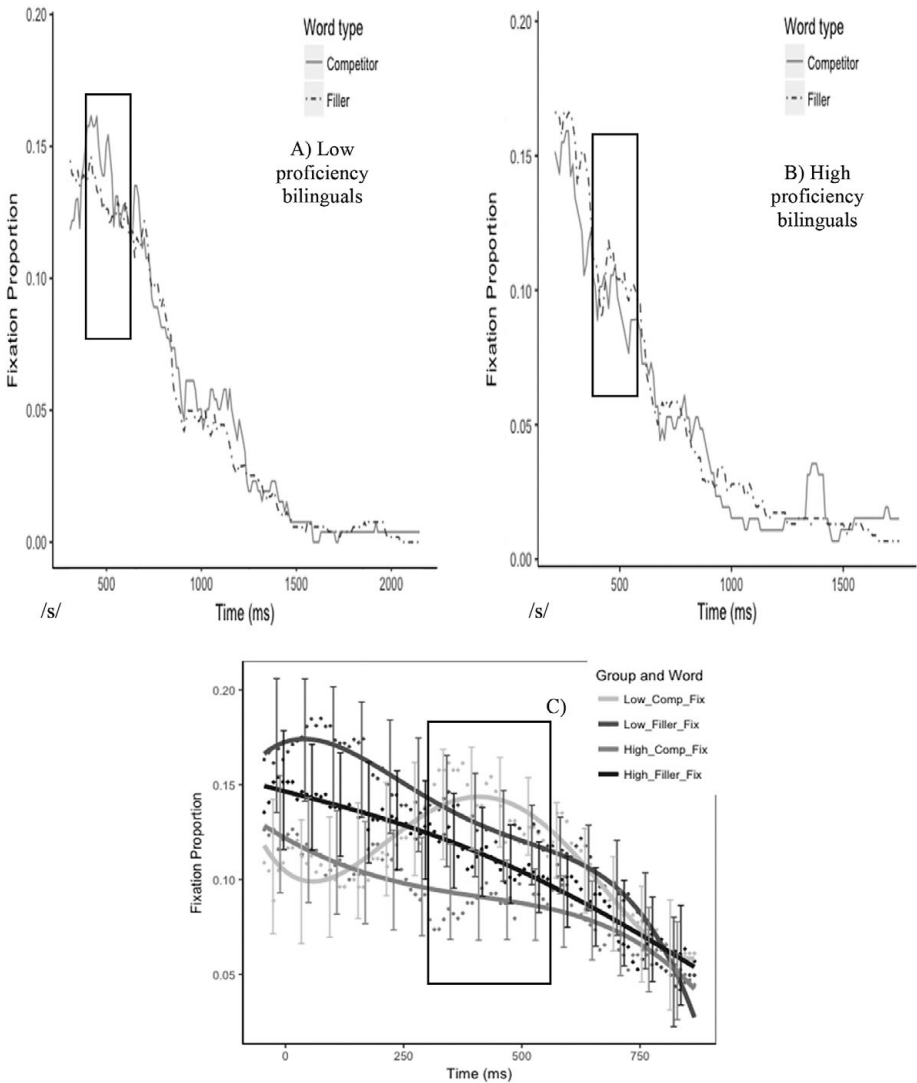 0.20
0.15
0.10
0.05
0.00
Fixation Proportion
Word type
Competitor
Filler
A) Low
proficiency
bilinguals
500
1000
1500
2000
/s/
Time (ms)
0.20
0.15
0.10
0.05
0.00
Fixation Proportion
Word type
Competitor
Filler
B) High
proficiency
bilinguals
500
1000
1500
/s/
Time (ms)
0.20
0.15
0.10
0.05
Fixation Proportion
C)
Group and Word
Low_Comp_Fix
Low_Filler_Fix
High_Comp_Fix
High_Filler_Fix
0
250
500
750
Time (ms)